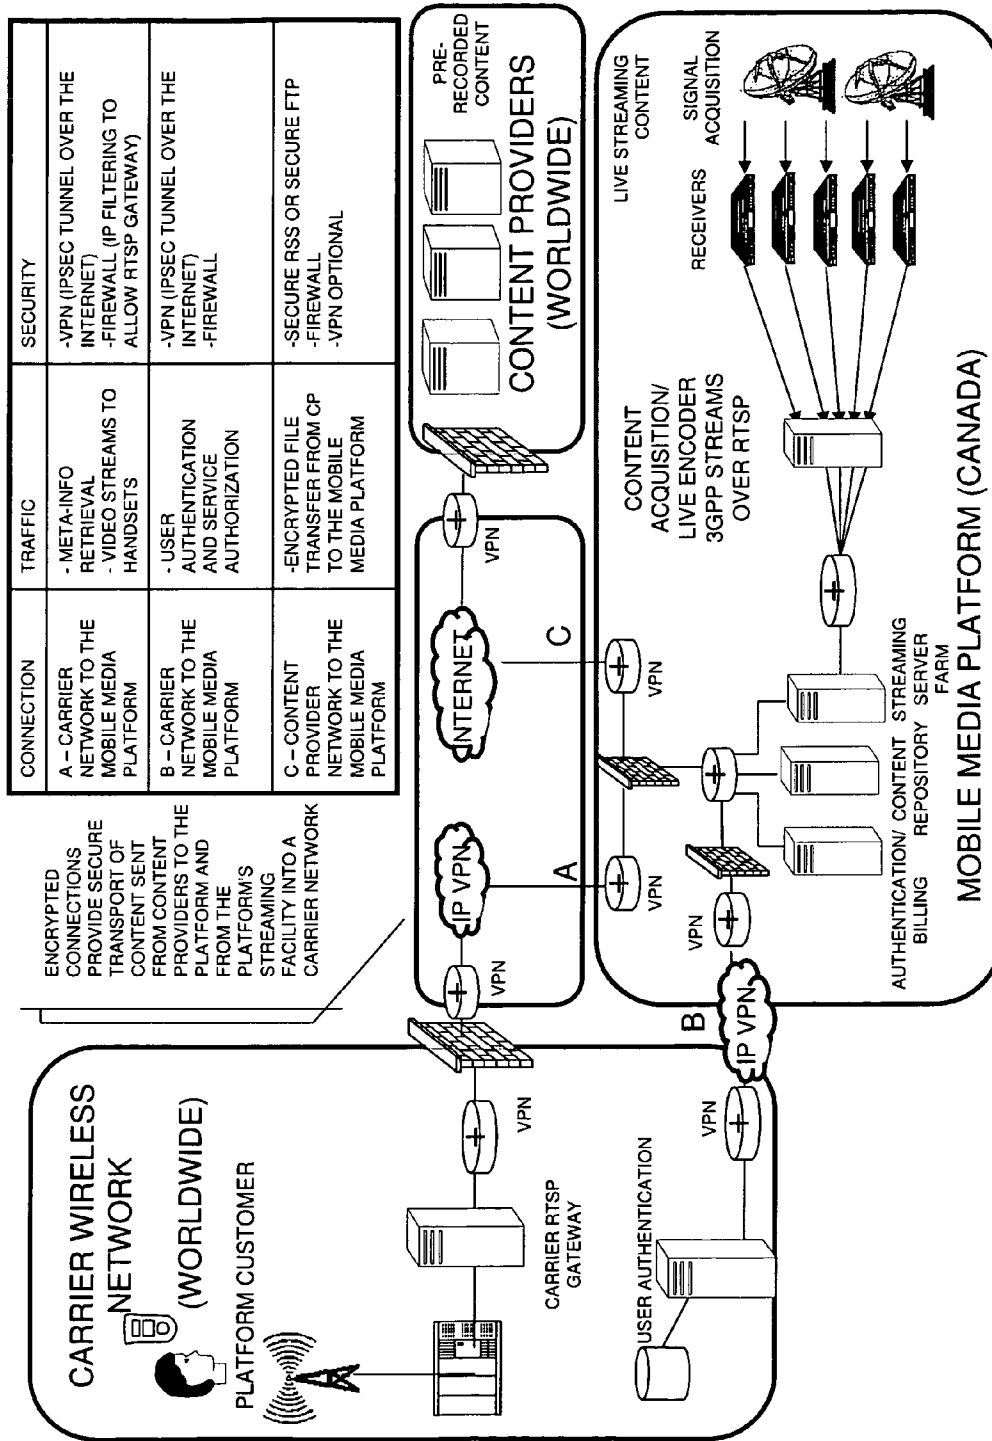 CONNECTION
TRAFFIC
SECURITY
A – CARRIER
NETWORK TO THE
MOBILE MEDIA
PLATFORM
- META-INFO
RETRIEVAL
- VIDEO STREAMS TO
HANDSETS
-VPN (IPSEC TUNNEL OVER THE
INTERNET)
-FIREWALL (IP FILTERING TO
ALLOW RTSP GATEWAY)
B – CARRIER
NETWORK TO THE
MOBILE MEDIA
PLATFORM
- USER
AUTHENTICATION
AND SERVICE
AUTHORIZATION
-VPN (IPSEC TUNNEL OVER THE
INTERNET)
-FIREWALL
C – CONTENT
PROVIDER
NETWORK TO THE
MOBILE MEDIA
PLATFORM
-ENCRYPTED FILE
TRANSFER FROM CP
TO THE MOBILE
MEDIA PLATFORM
-SECURE RSS OR SECURE FTP
-FIREWALL
-VPN OPTIONAL
ENCRYPTED
CONNECTIONS
PROVIDE SECURE
TRANSPORT OF
CONTENT SENT
FROM CONTENT
PROVIDERS TO THE
PLATFORM AND
FROM THE
PLATFORM'S
STREAMING
FACILITY INTO A
CARRIER NETWORK
CARRIER WIRELESS
NETWORK
(WORLDWIDE)
PLATFORM CUSTOMER
CARRIER RTSP
GATEWAY
VPN
USER AUTHENTICATION
VPN
VPN
IP VPN
A
INTERNET
C
VPN
PRE-
RECORDED
CONTENT
CONTENT PROVIDERS
(WORLDWIDE)
B
IP VPN
VPN
VPN
VPN
AUTHENTICATION/
BILLING
CONTENT
REPOSITORY
STREAMING
SERVER
FARM
CONTENT
ACQUISITION/
LIVE ENCODER
3GPP STREAMS
OVER RTSP
RECEIVERS
LIVE STREAMING
CONTENT
SIGNAL
ACQUISITION
MOBILE MEDIA PLATFORM (CANADA)